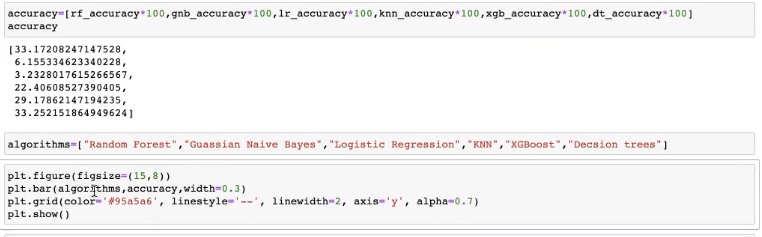 accuracy=[rf_accuracy*100,gnb_accuracy*100,lr_accuracy*100,knn_accuracy*100,xgb_accuracy*100,dt_accuracy*100]
accuracy
[33.17208247147528,
6.155334623340228,
3.2328017615266567,
22.40608527390405,
29.17862147194235,
33.252151864949624]
algorithms=["Random Forest","Guassian Naive Bayes","Logistic Regression","KNN","XGBoost","Decsion trees"]
plt.figure(figsize=(15,8))
plt.bar(algorithms,accuracy,width=0.3)
plt.grid(color='#95a5a6', linestyle='--', linewidth=2, axis='y', alpha=0.7)
plt.show()